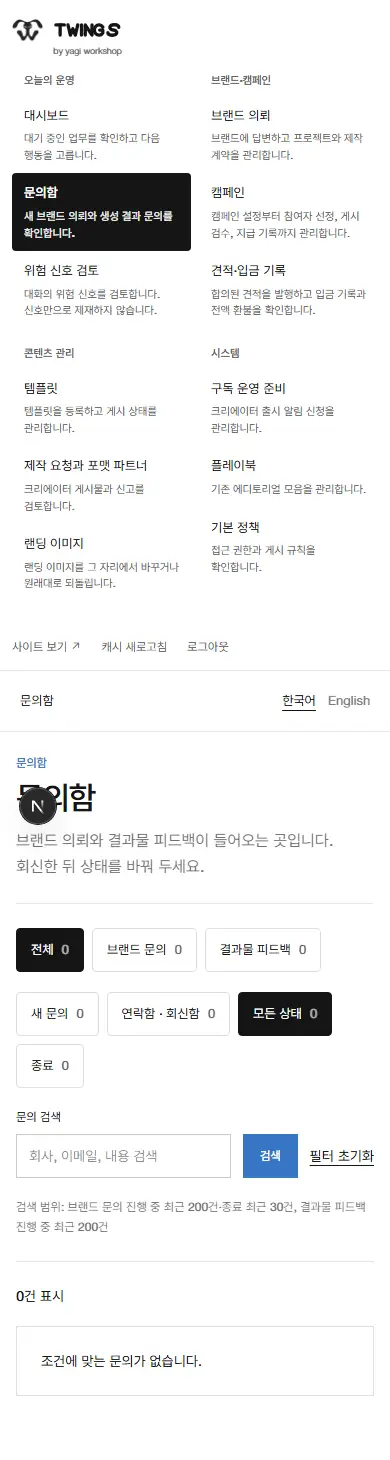 TWINGS
by yagi workshop
오늘의 운영
대시보드
대기 중인 업무를 확인하고 다음
행동을 고릅니다.
문의함
새 브랜드 의뢰와 생성 결과 문의를
확인합니다.
위험 신호 검토
대화의 위험 신호를 검토합니다.
신호만으로 제재하지 않습니다.
브랜드·캠페인
브랜드 의뢰
브랜드에 답변하고 프로젝트와 제작
계약을 관리합니다.
캠페인
캠페인 설정부터 참여자 선정, 게시
검수, 지급 기록까지 관리합니다.
견적·입금 기록
합의된 견적을 발행하고 입금 기록과
전액 환불을 확인합니다.
콘텐츠 관리
템플릿
템플릿을 등록하고 게시 상태를
관리합니다.
제작 요청과 포맷 파트너
크리에이터 게시물과 신고를
검토합니다.
랜딩 이미지
랜딩 이미지를 그 자리에서 바꾸거나
원래대로 되돌립니다.
시스템
구독 운영 준비
크리에이터 출시 알림 신청을
관리합니다.
플레이북
기존 에디토리얼 모음을 관리합니다.
기본 정책
접근 권한과 게시 규칙을
확인합니다.
사이트 보기 ↗ 캐시 새로고침 로그아웃
문의함 한국어 English
문의함
의함
N
브랜드 의뢰와 결과물 피드백이 들어오는 곳입니다.
회신한 뒤 상태를 바꿔 두세요.
전체 0 브랜드 문의 0 결과물 피드백 0
새 문의 0 연락함 · 회신함 0 모든 상태 0
종료 0
문의 검색
회사, 이메일, 내용 검색 검색 필터 초기화
검색 범위: 브랜드 문의 진행 중 최근 200건·종료 최근 30건, 결과물 피드백
진행 중 최근 200건
0건 표시
조건에 맞는 문의가 없습니다.